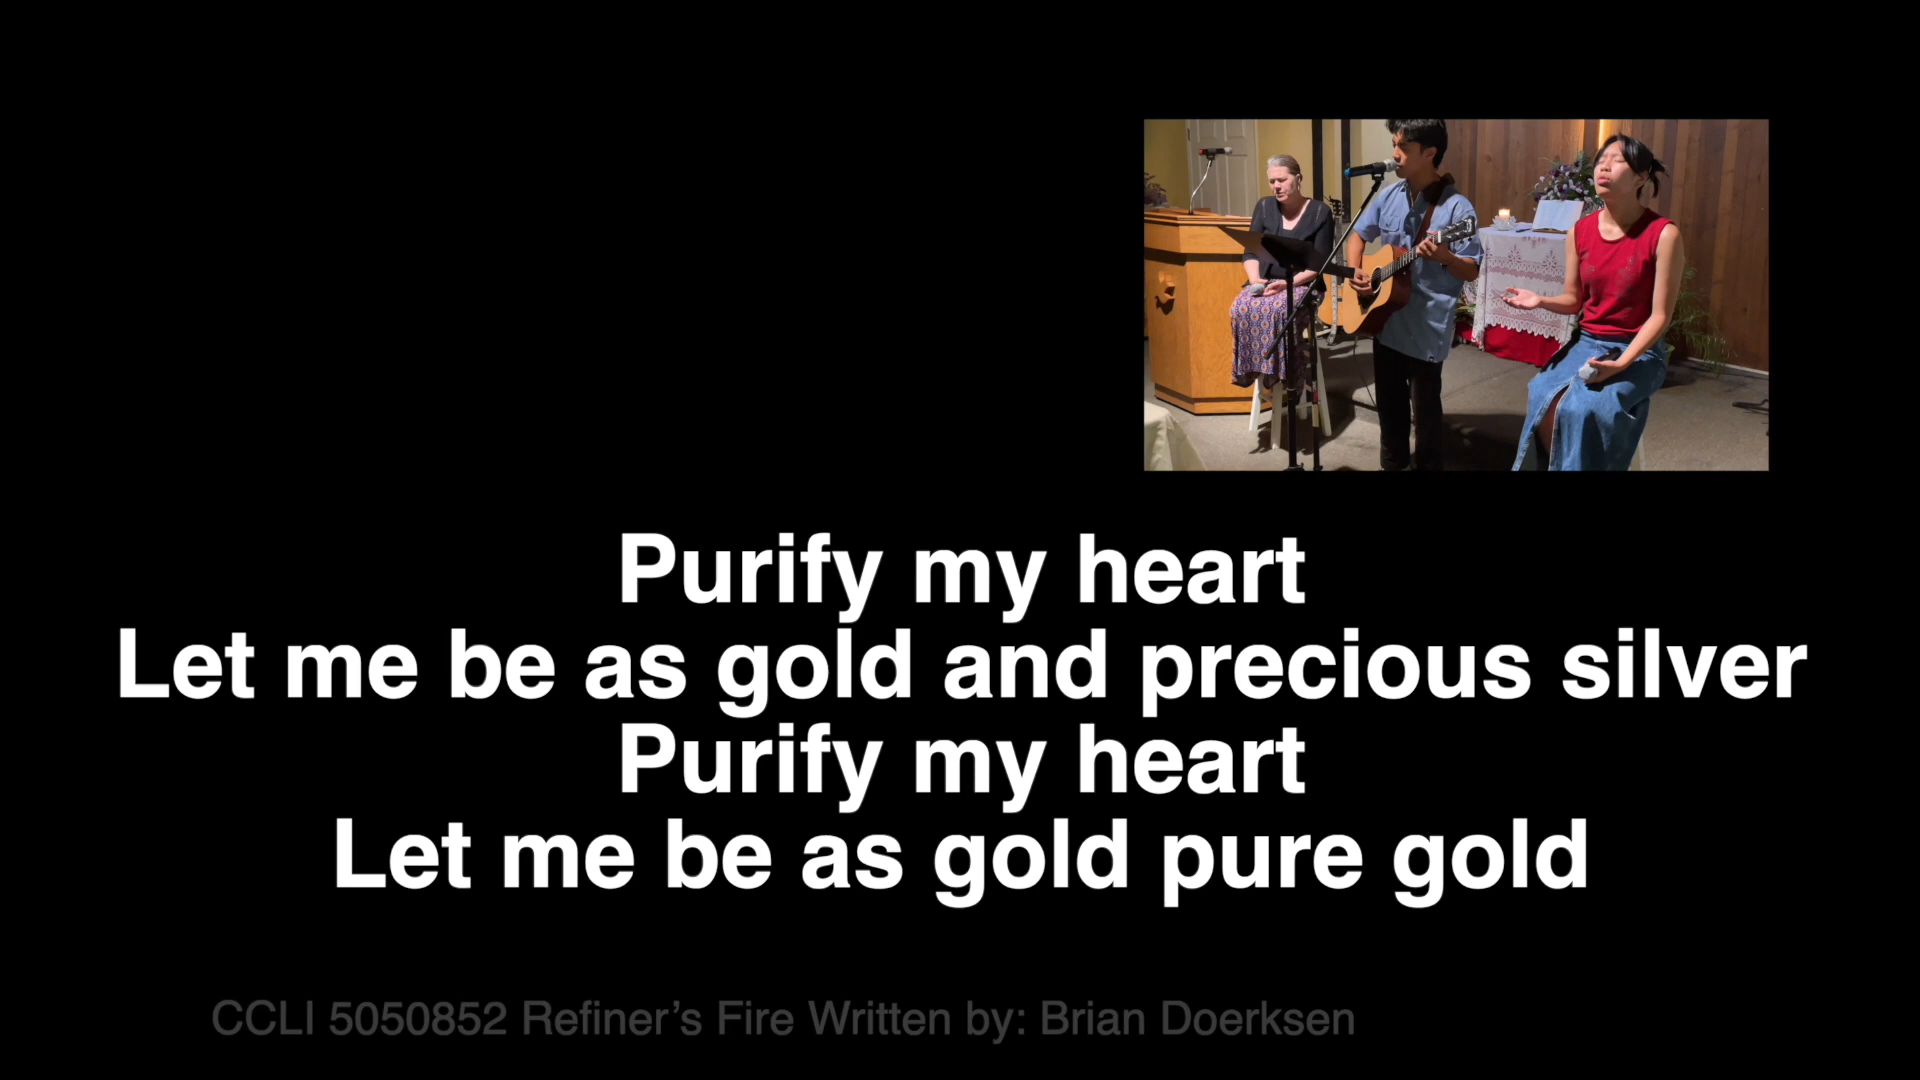 Purify my heart
Let me be as gold and precious silver
Purify my heart
Let me be as gold pure gold
CCLI 5050852 Refiner’s Fire Written by: Brian Doerksen